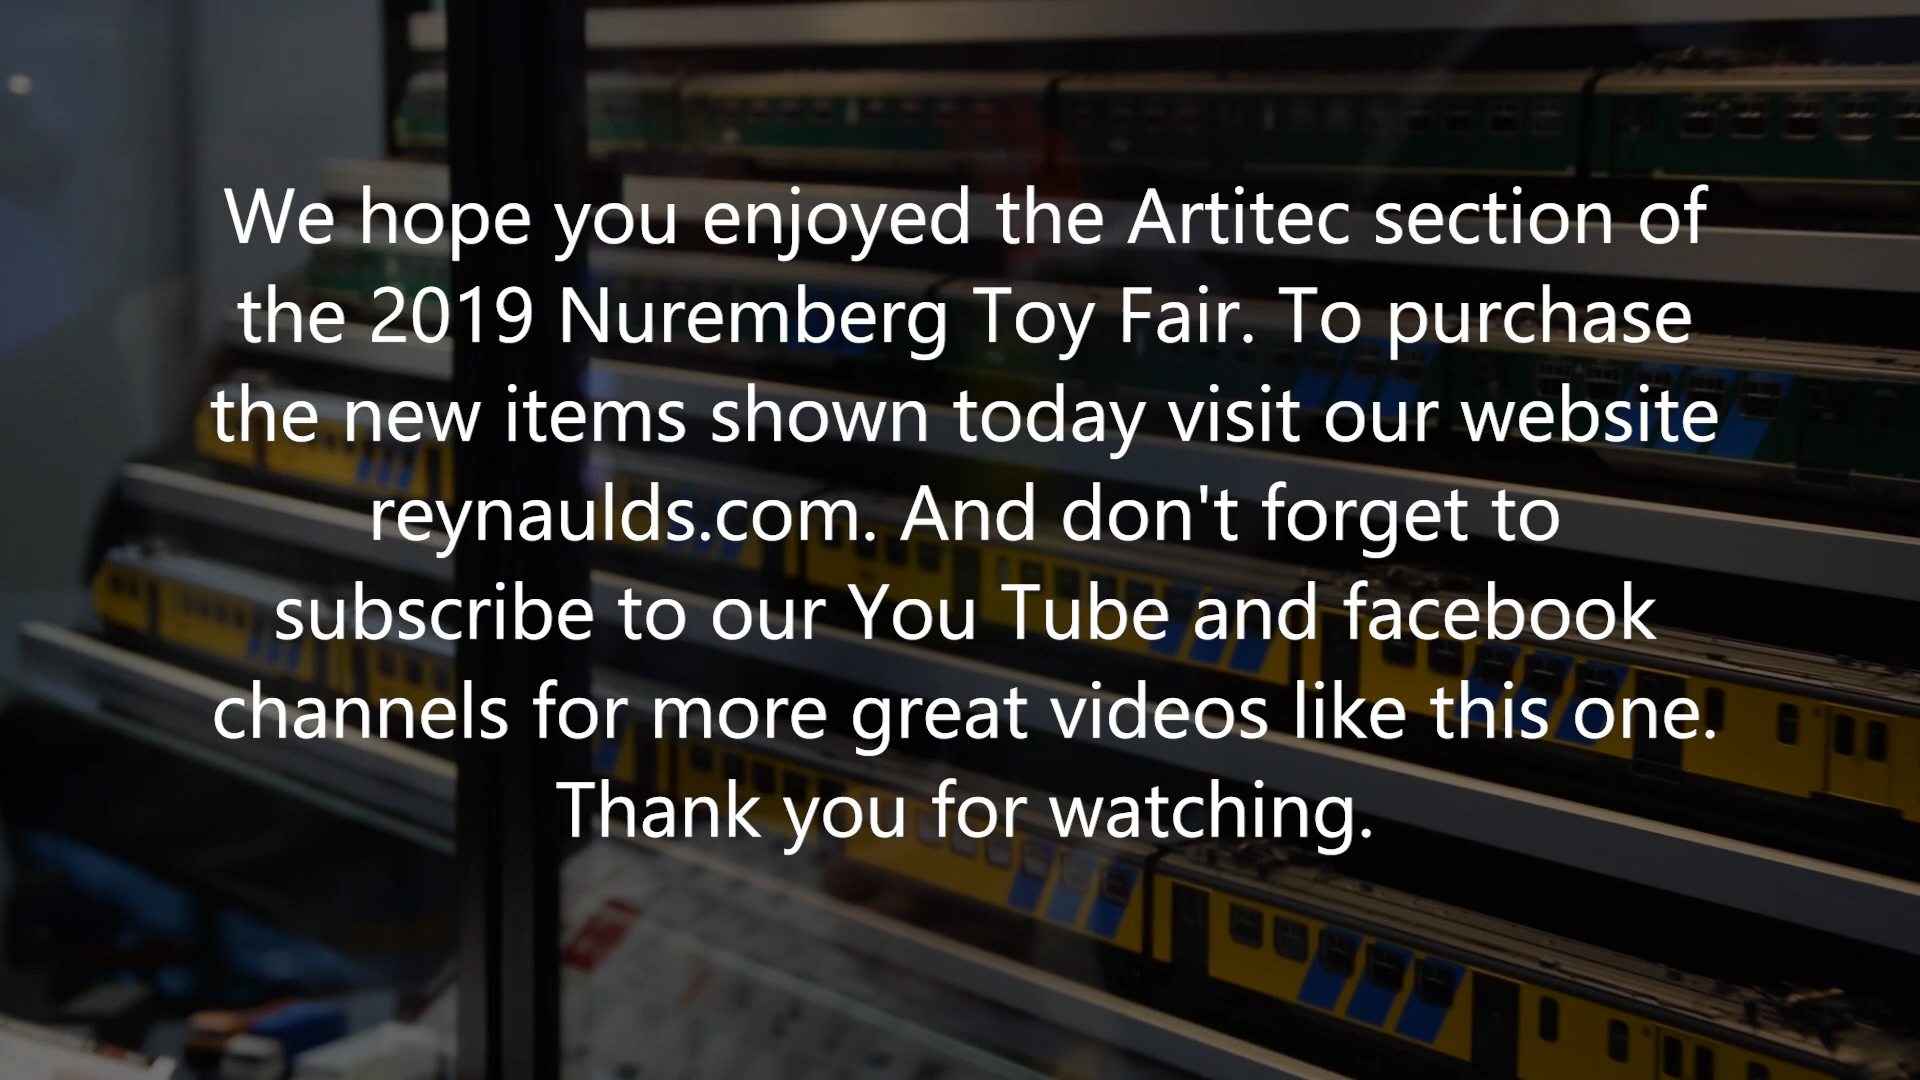 We hope you enjoyed the Artitec section of
the 2019 Nuremberg Toy Fair. To purchase
the new items shown today visit our website
reynaulds.com. And don't forget to
subscribe to our You Tube and facebook
channels for more great videos like this one.
Thank you for watching.